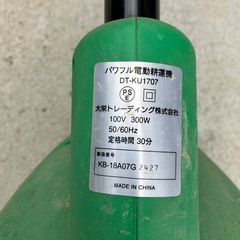 パワフル電動耕運機
DT-KU1707
PS
E
大栄トレーディング株式会社
100V 300W
50/60Hz
定格時間 30分
製造番号
KB-18A07G 2427
MADE IN CHINA